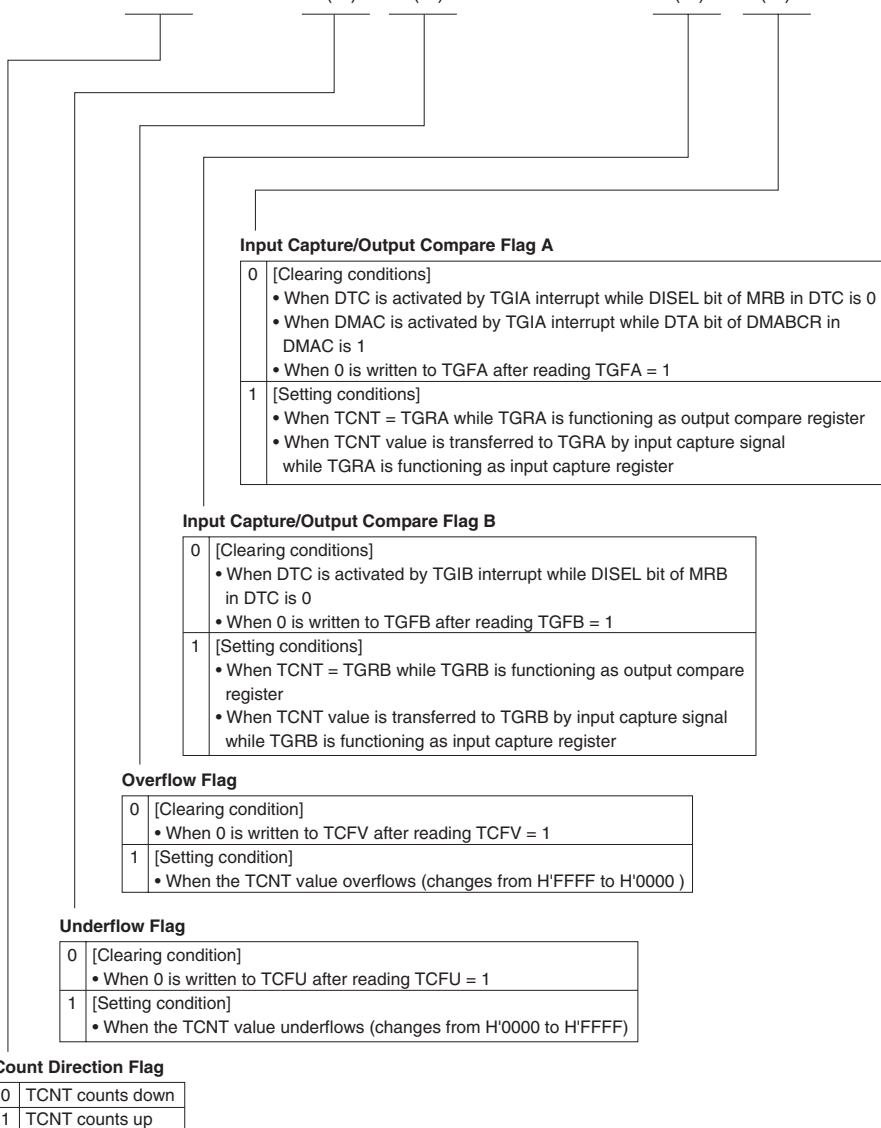 Input Capture/Output Compare Flag A
0 [Clearing conditions]
• When DTC is activated by TGIA interrupt while DISEL bit of MRB in DTC is 0
• When DMAC is activated by TGIA interrupt while DTA bit of DMABCR in
DMAC is 1
• When 0 is written to TGFA after reading TGFA = 1
1 [Setting conditions]
• When TCNT = TGRA while TGRA is functioning as output compare register
• When TCNT value is transferred to TGRA by input capture signal
while TGRA is functioning as input capture register
Input Capture/Output Compare Flag B
0 [Clearing conditions]
• When DTC is activated by TGIB interrupt while DISEL bit of MRB
in DTC is 0
• When 0 is written to TGFB after reading TGFB = 1
1 [Setting conditions]
• When TCNT = TGRB while TGRB is functioning as output compare
register
• When TCNT value is transferred to TGRB by input capture signal
while TGRB is functioning as input capture register
Overflow Flag
0 [Clearing condition]
• When 0 is written to TCFV after reading TCFV = 1
1 [Setting condition]
• When the TCNT value overflows (changes from H'FFFF to H'0000 )
Underflow Flag
0 [Clearing condition]
• When 0 is written to TCFU after reading TCFU = 1
1 [Setting condition]
• When the TCNT value underflows (changes from H'0000 to H'FFFF)
Count Direction Flag
0 TCNT counts down
1 TCNT counts up